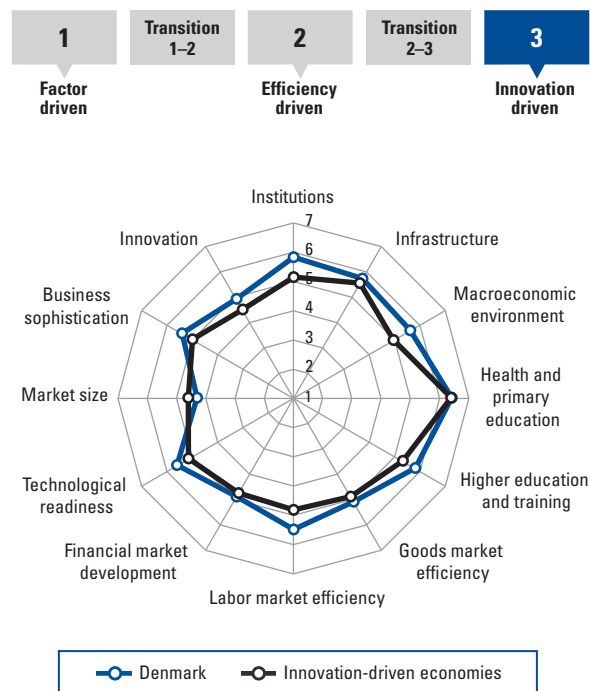 1
Transition
1–2
2
Transition
2–3
3
Factor
driven
Efficiency
driven
Innovation
driven
Institutions
7
Innovation
Infrastructure
6
5
Business
sophistication
Macroeconomic
environment
4
3
2
1
Market size
Health and
primary
education
Technological
readiness
Higher education
and training
Financial market
development
Goods market
efficiency
Labor market efficiency
Denmark
Innovation-driven economies